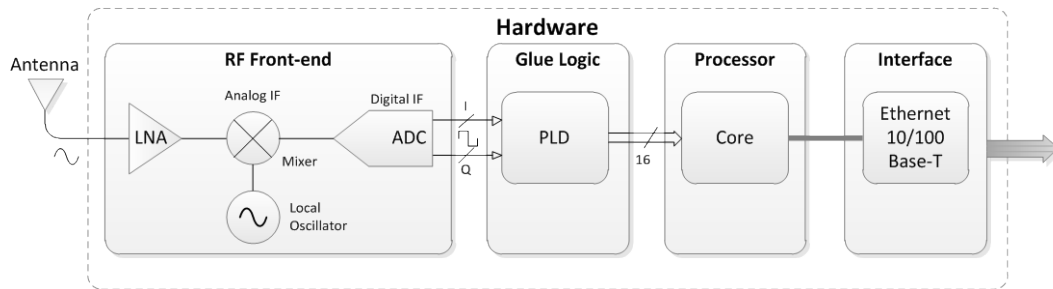 Hardware
Antenna
RF Front-end
Glue Logic
Processor
Interface
Analog IF
Digital IF
I
LNA
ADC
PLD
Core
Ethernet
10/100
Base-T
Mixer
Q
16
Local
Oscillator